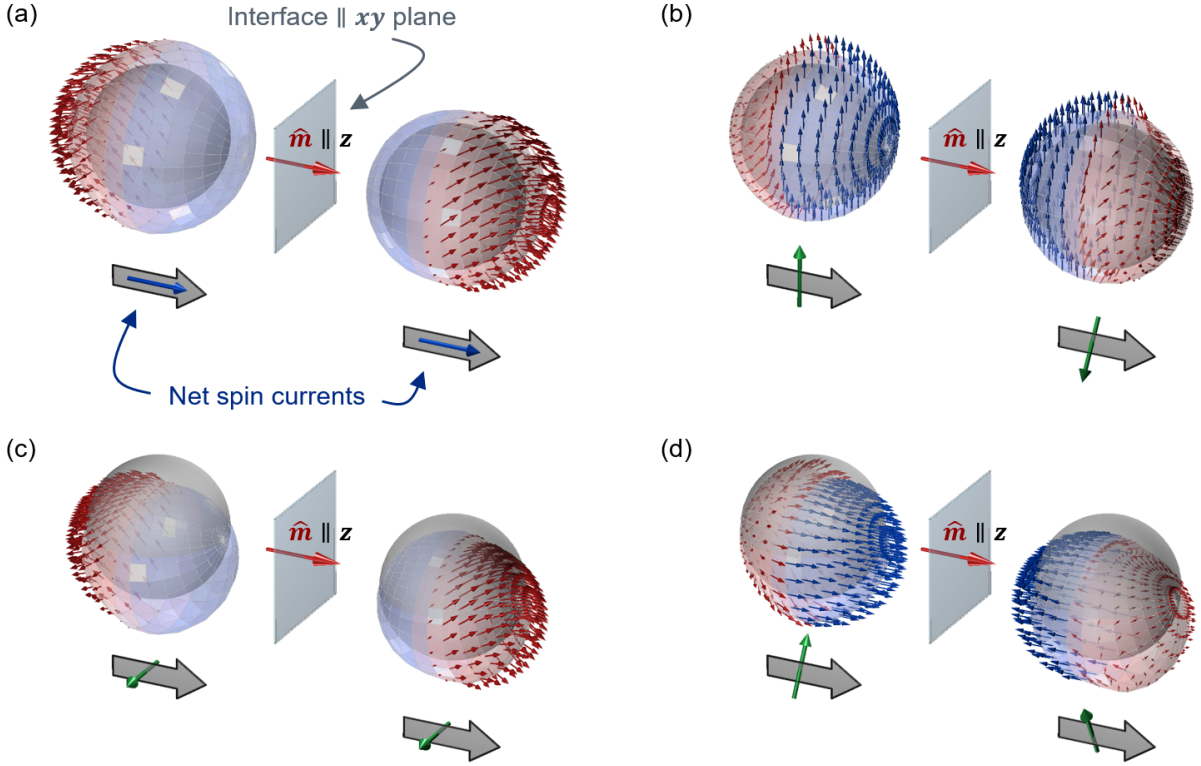 (a)
Interface ∥ xy plane
m̂ ∥ z
Net spin currents
(b)
m̂ ∥ z
(c)
m̂ ∥ z
(d)
m̂ ∥ z